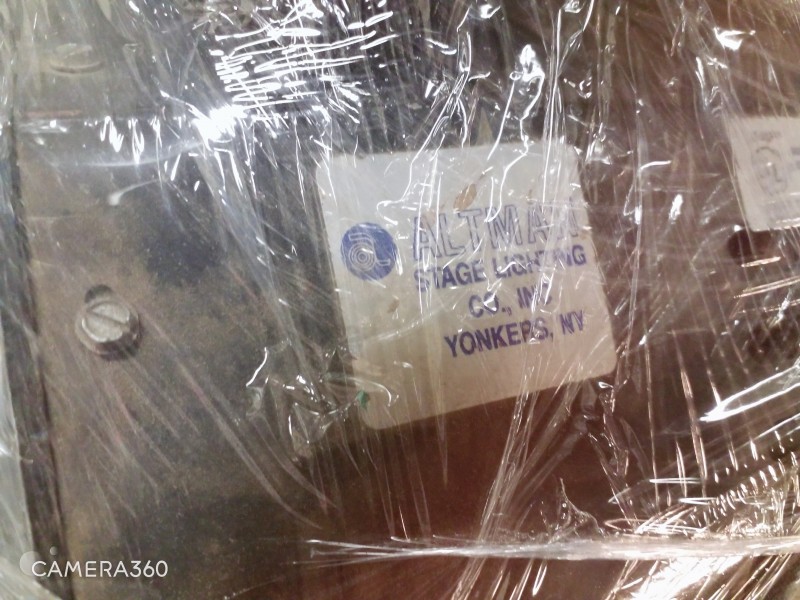 ALTMAN
STAGE LIGHTING
CO., INC
YONKERS, NY
CAMERA360